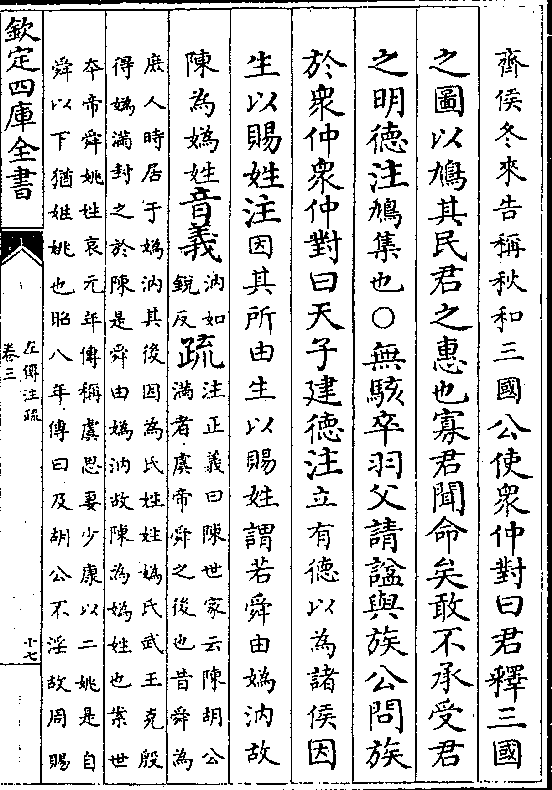 齊侯冬來告稱秋和三國公使衆仲對曰君釋三國
之圖以鳩其民君之惠也寡君聞命矣敢不承受君
之明德注鳩集也○無駭卒羽父請諡與族公問族
於衆仲衆仲對曰天子建德注立有德以為諸侯因
生以賜姓注因其所由生以賜姓謂若舜由媯汭故
陳為媯姓音義汭如
銳反疏注正義曰陳世家云陳胡公
滿者虞帝舜之後也昔舜為
庶人時居于媯汭其後因為氏姓姓媯氏武王克殷
得媯滿封之於陳是舜由媯汭故陳為媯姓也案世
本帝舜姚姓哀元年傳稱虞思妻少康以二姚是自
舜以下猶姓姚也昭八年傳曰及胡公不淫故周賜
欽定四庫全書
左傳注疏
卷三
十七